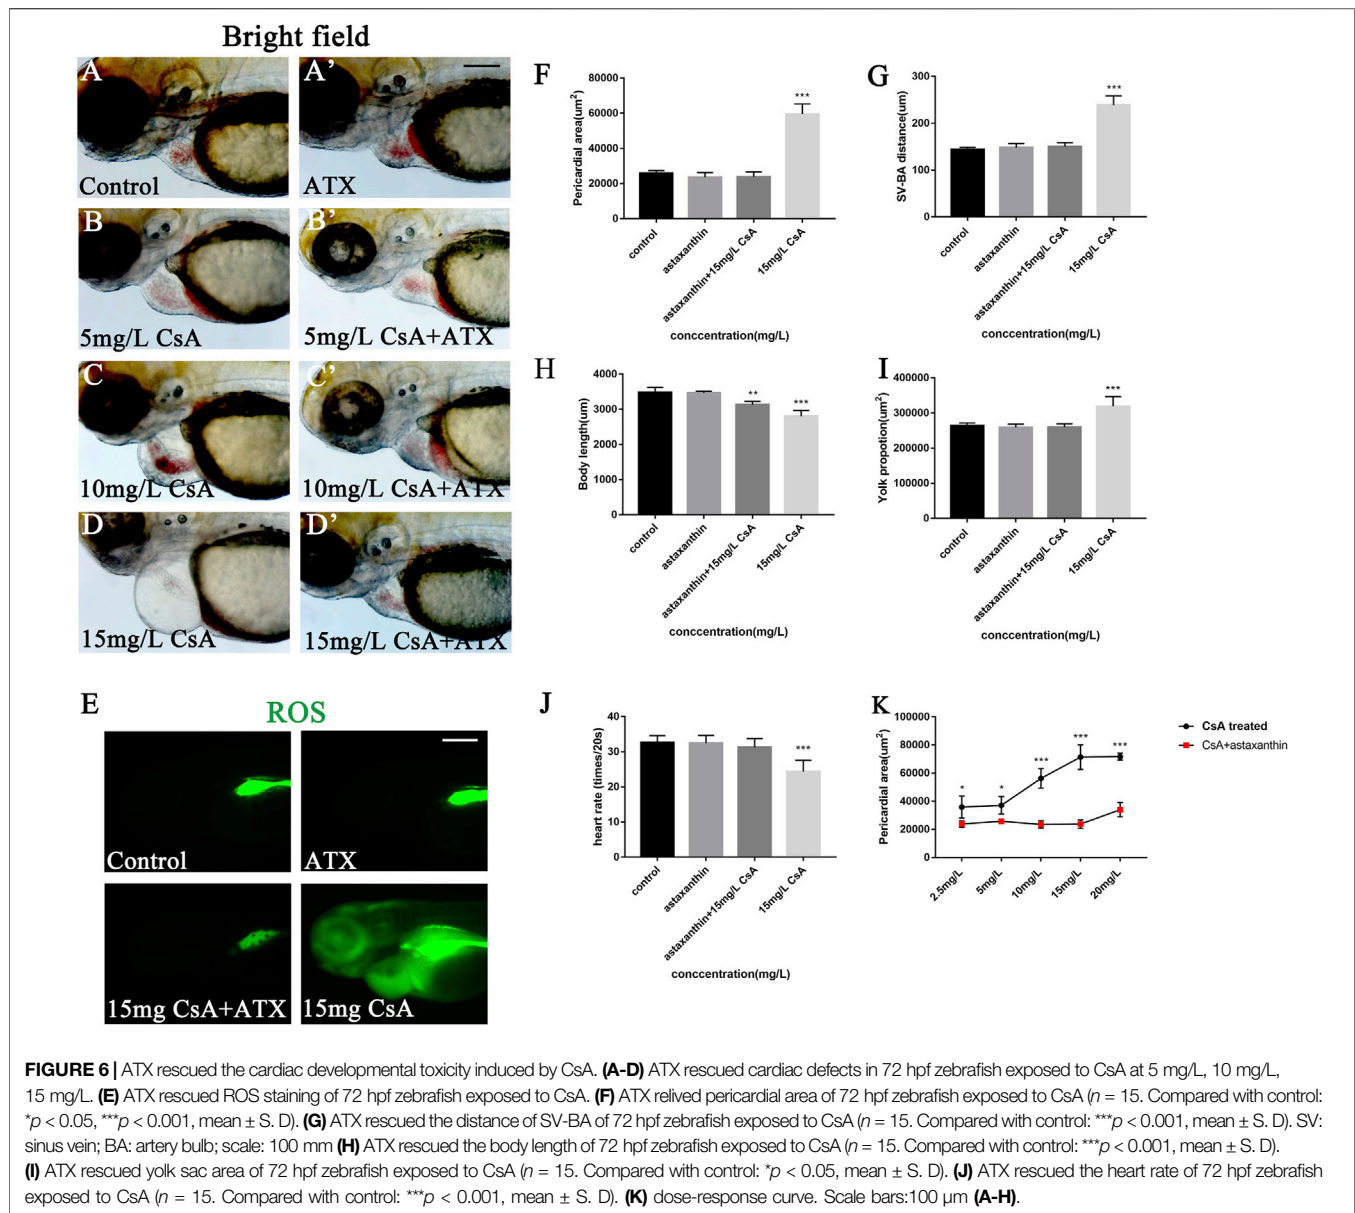 Bright field
A
A’
Control
ATX
B
B’
5mg/L CsA
5mg/L CsA+ATX
C
C’
10mg/L CsA
10mg/L CsA+ATX
D
D’
15mg/L CsA
15mg/L CsA+ATX
E
ROS
Control
ATX
15mg CsA+ATX
15mg CsA
F
Pericardial area(um²)
80000
60000
40000
20000
0
***
control
astaxanthin
astaxanthin+15mg/L CsA
15mg/L CsA
conccentration(mg/L)
G
SV-BA distance(um)
300
200
100
0
***
control
astaxanthin
astaxanthin+15mg/L CsA
15mg/L CsA
conccentration(mg/L)
H
Body length(um)
4000
3000
2000
1000
0
**
***
control
astaxanthin
astaxanthin+15mg/L CsA
15mg/L CsA
conccentration(mg/L)
I
Yolk propotion(um²)
400000
300000
200000
100000
0
***
control
astaxanthin
astaxanthin+15mg/L CsA
15mg/L CsA
conccentration(mg/L)
J
heart rate (times/20s)
40
30
20
10
0
***
control
astaxanthin
astaxanthin+15mg/L CsA
15mg/L CsA
conccentration(mg/L)
K
Pericardial area(um²)
100000
80000
60000
40000
20000
0
*
*
***
***
***
2.5mg/L
5mg/L
10mg/L
15mg/L
20mg/L
CsA treated
CsA+astaxanthin
FIGURE 6 | ATX rescued the cardiac developmental toxicity induced by CsA. (A-D) ATX rescued cardiac defects in 72 hpf zebrafish exposed to CsA at 5 mg/L, 10 mg/L,
15 mg/L. (E) ATX rescued ROS staining of 72 hpf zebrafish exposed to CsA. (F) ATX relived pericardial area of 72 hpf zebrafish exposed to CsA (n = 15. Compared with control:
*p < 0.05, ***p < 0.001, mean ± S. D). (G) ATX rescued the distance of SV-BA of 72 hpf zebrafish exposed to CsA (n = 15. Compared with control: ***p < 0.001, mean ± S. D). SV:
sinus vein; BA: artery bulb; scale: 100 mm (H) ATX rescued the body length of 72 hpf zebrafish exposed to CsA (n = 15. Compared with control: ***p < 0.001, mean ± S. D).
(I) ATX rescued yolk sac area of 72 hpf zebrafish exposed to CsA (n = 15. Compared with control: *p < 0.05, mean ± S. D). (J) ATX rescued the heart rate of 72 hpf zebrafish
exposed to CsA (n = 15. Compared with control: ***p < 0.001, mean ± S. D). (K) dose-response curve. Scale bars:100 µm (A-H).